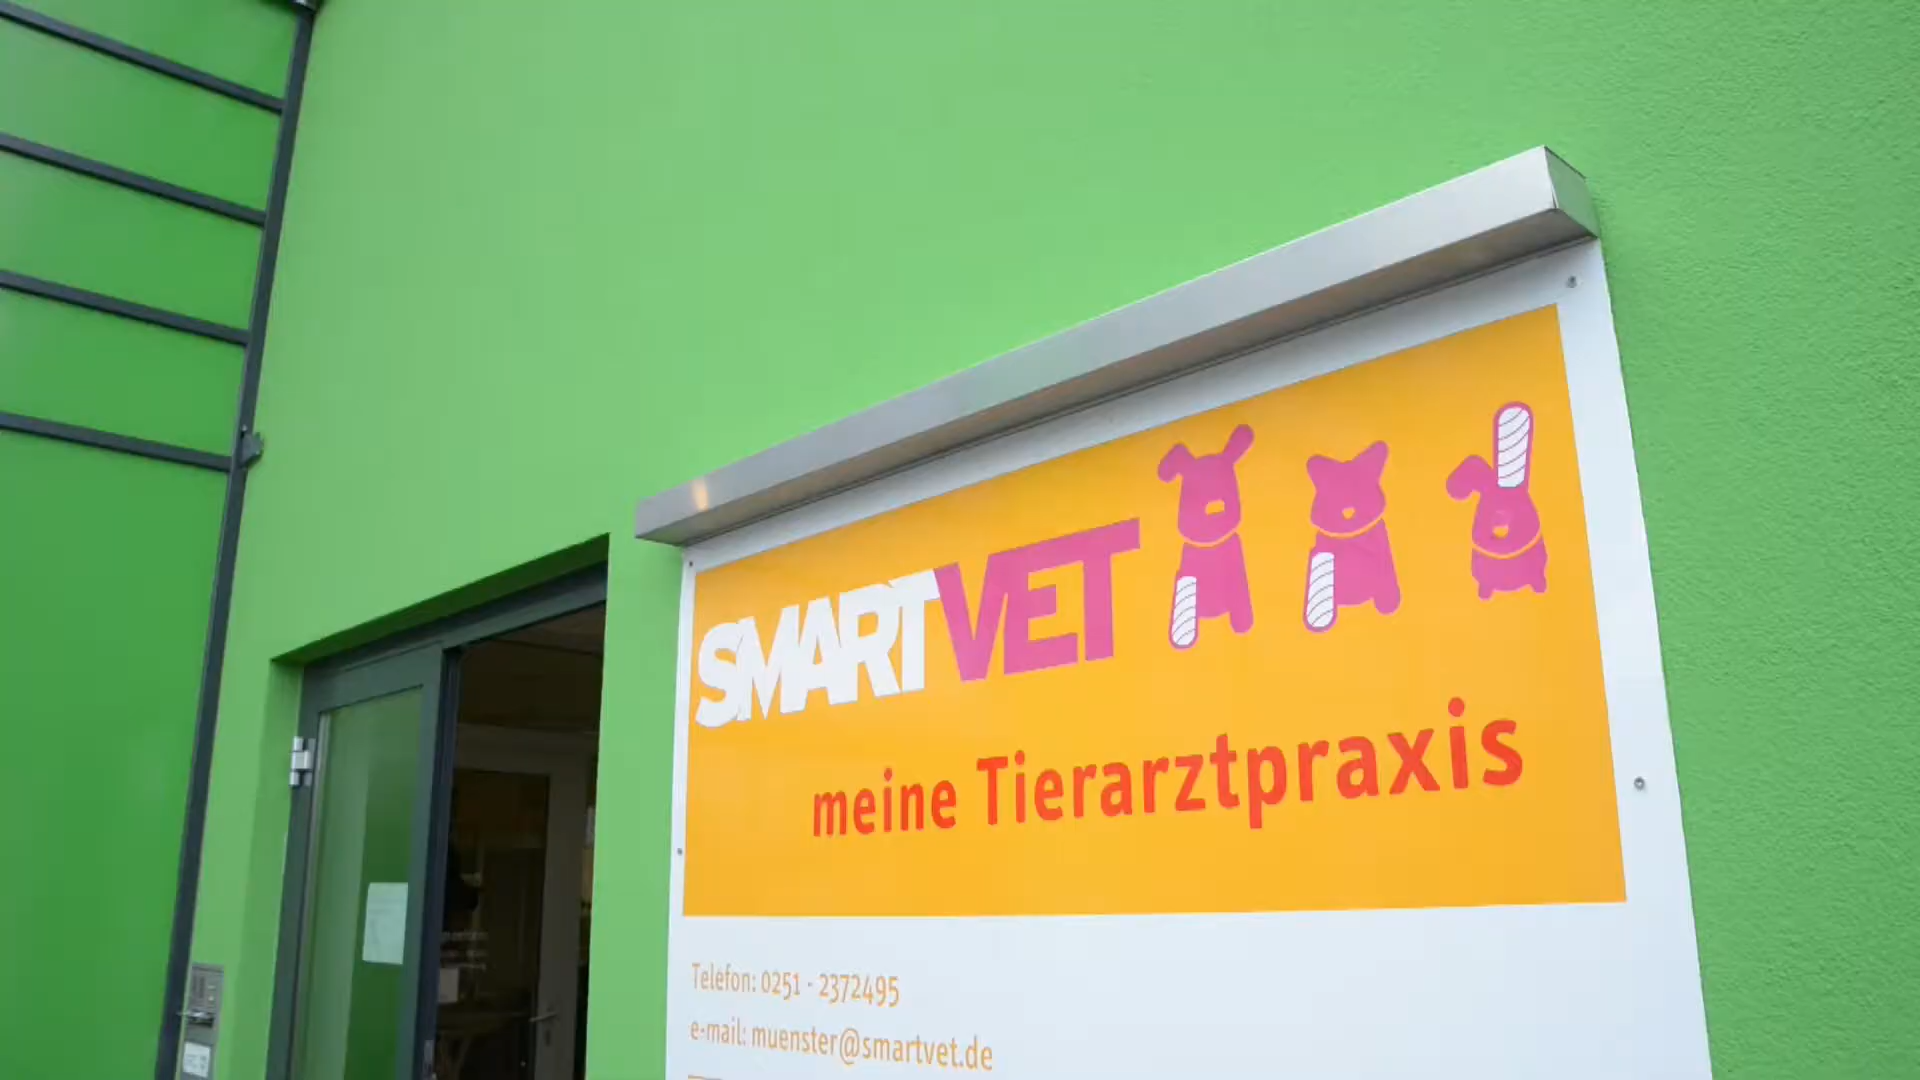 SMARTVET
meine Tierarztpraxis
Telefon: 0251 - 2372495
e-mail: muenster@smartvet.de